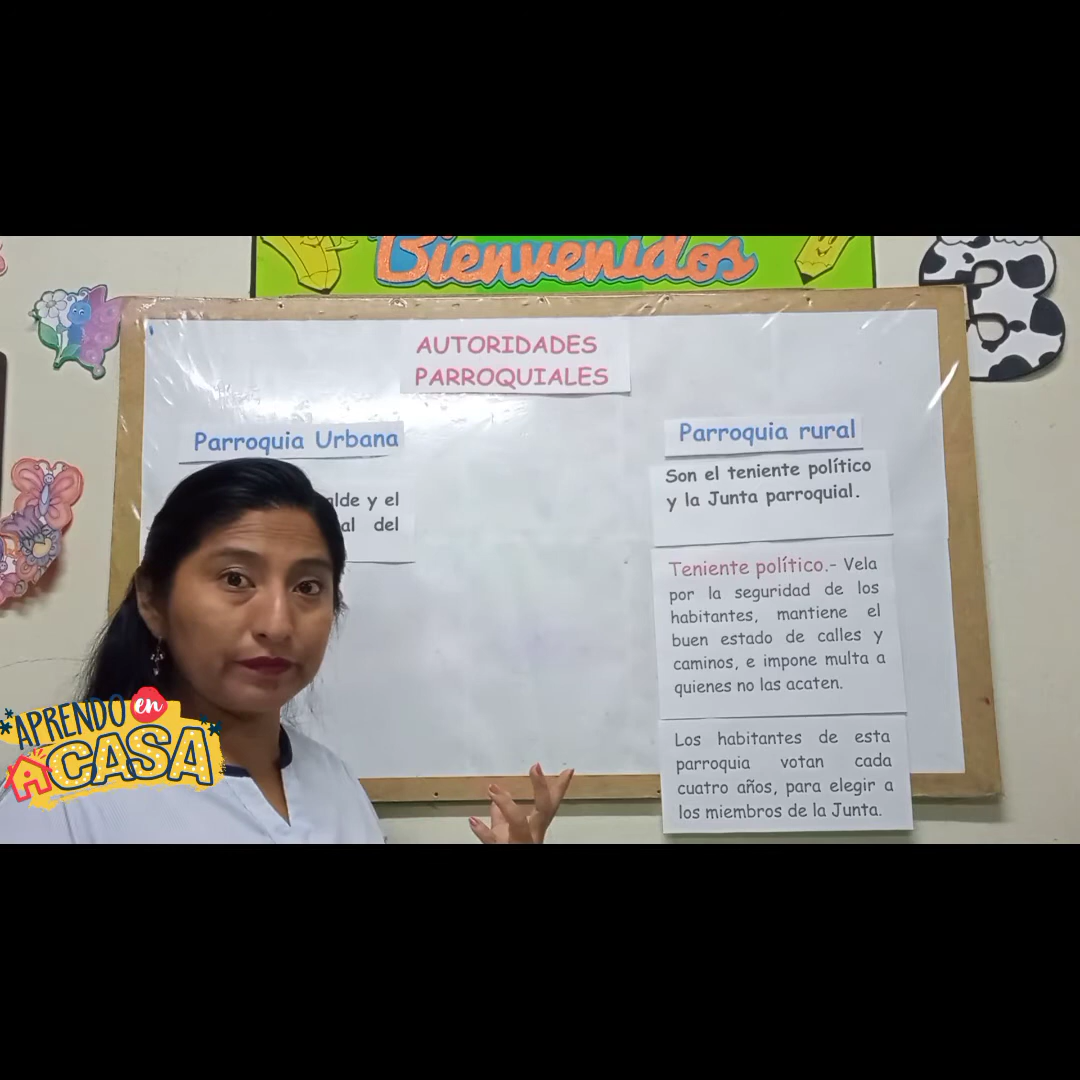 Bienvenidos
AUTORIDADES
PARROQUIALES
Parroquia Urbana
y el
del
Parroquia rural
Son el teniente político
y la Junta parroquial.
Teniente político.- Vela
por la seguridad de los
habitantes, mantiene el
buen estado de calles y
caminos, e impone multa a
quienes no las acaten.
Los habitantes de esta
parroquia votan cada
cuatro años, para elegir a
los miembros de la Junta.
APRENDO en
CASA